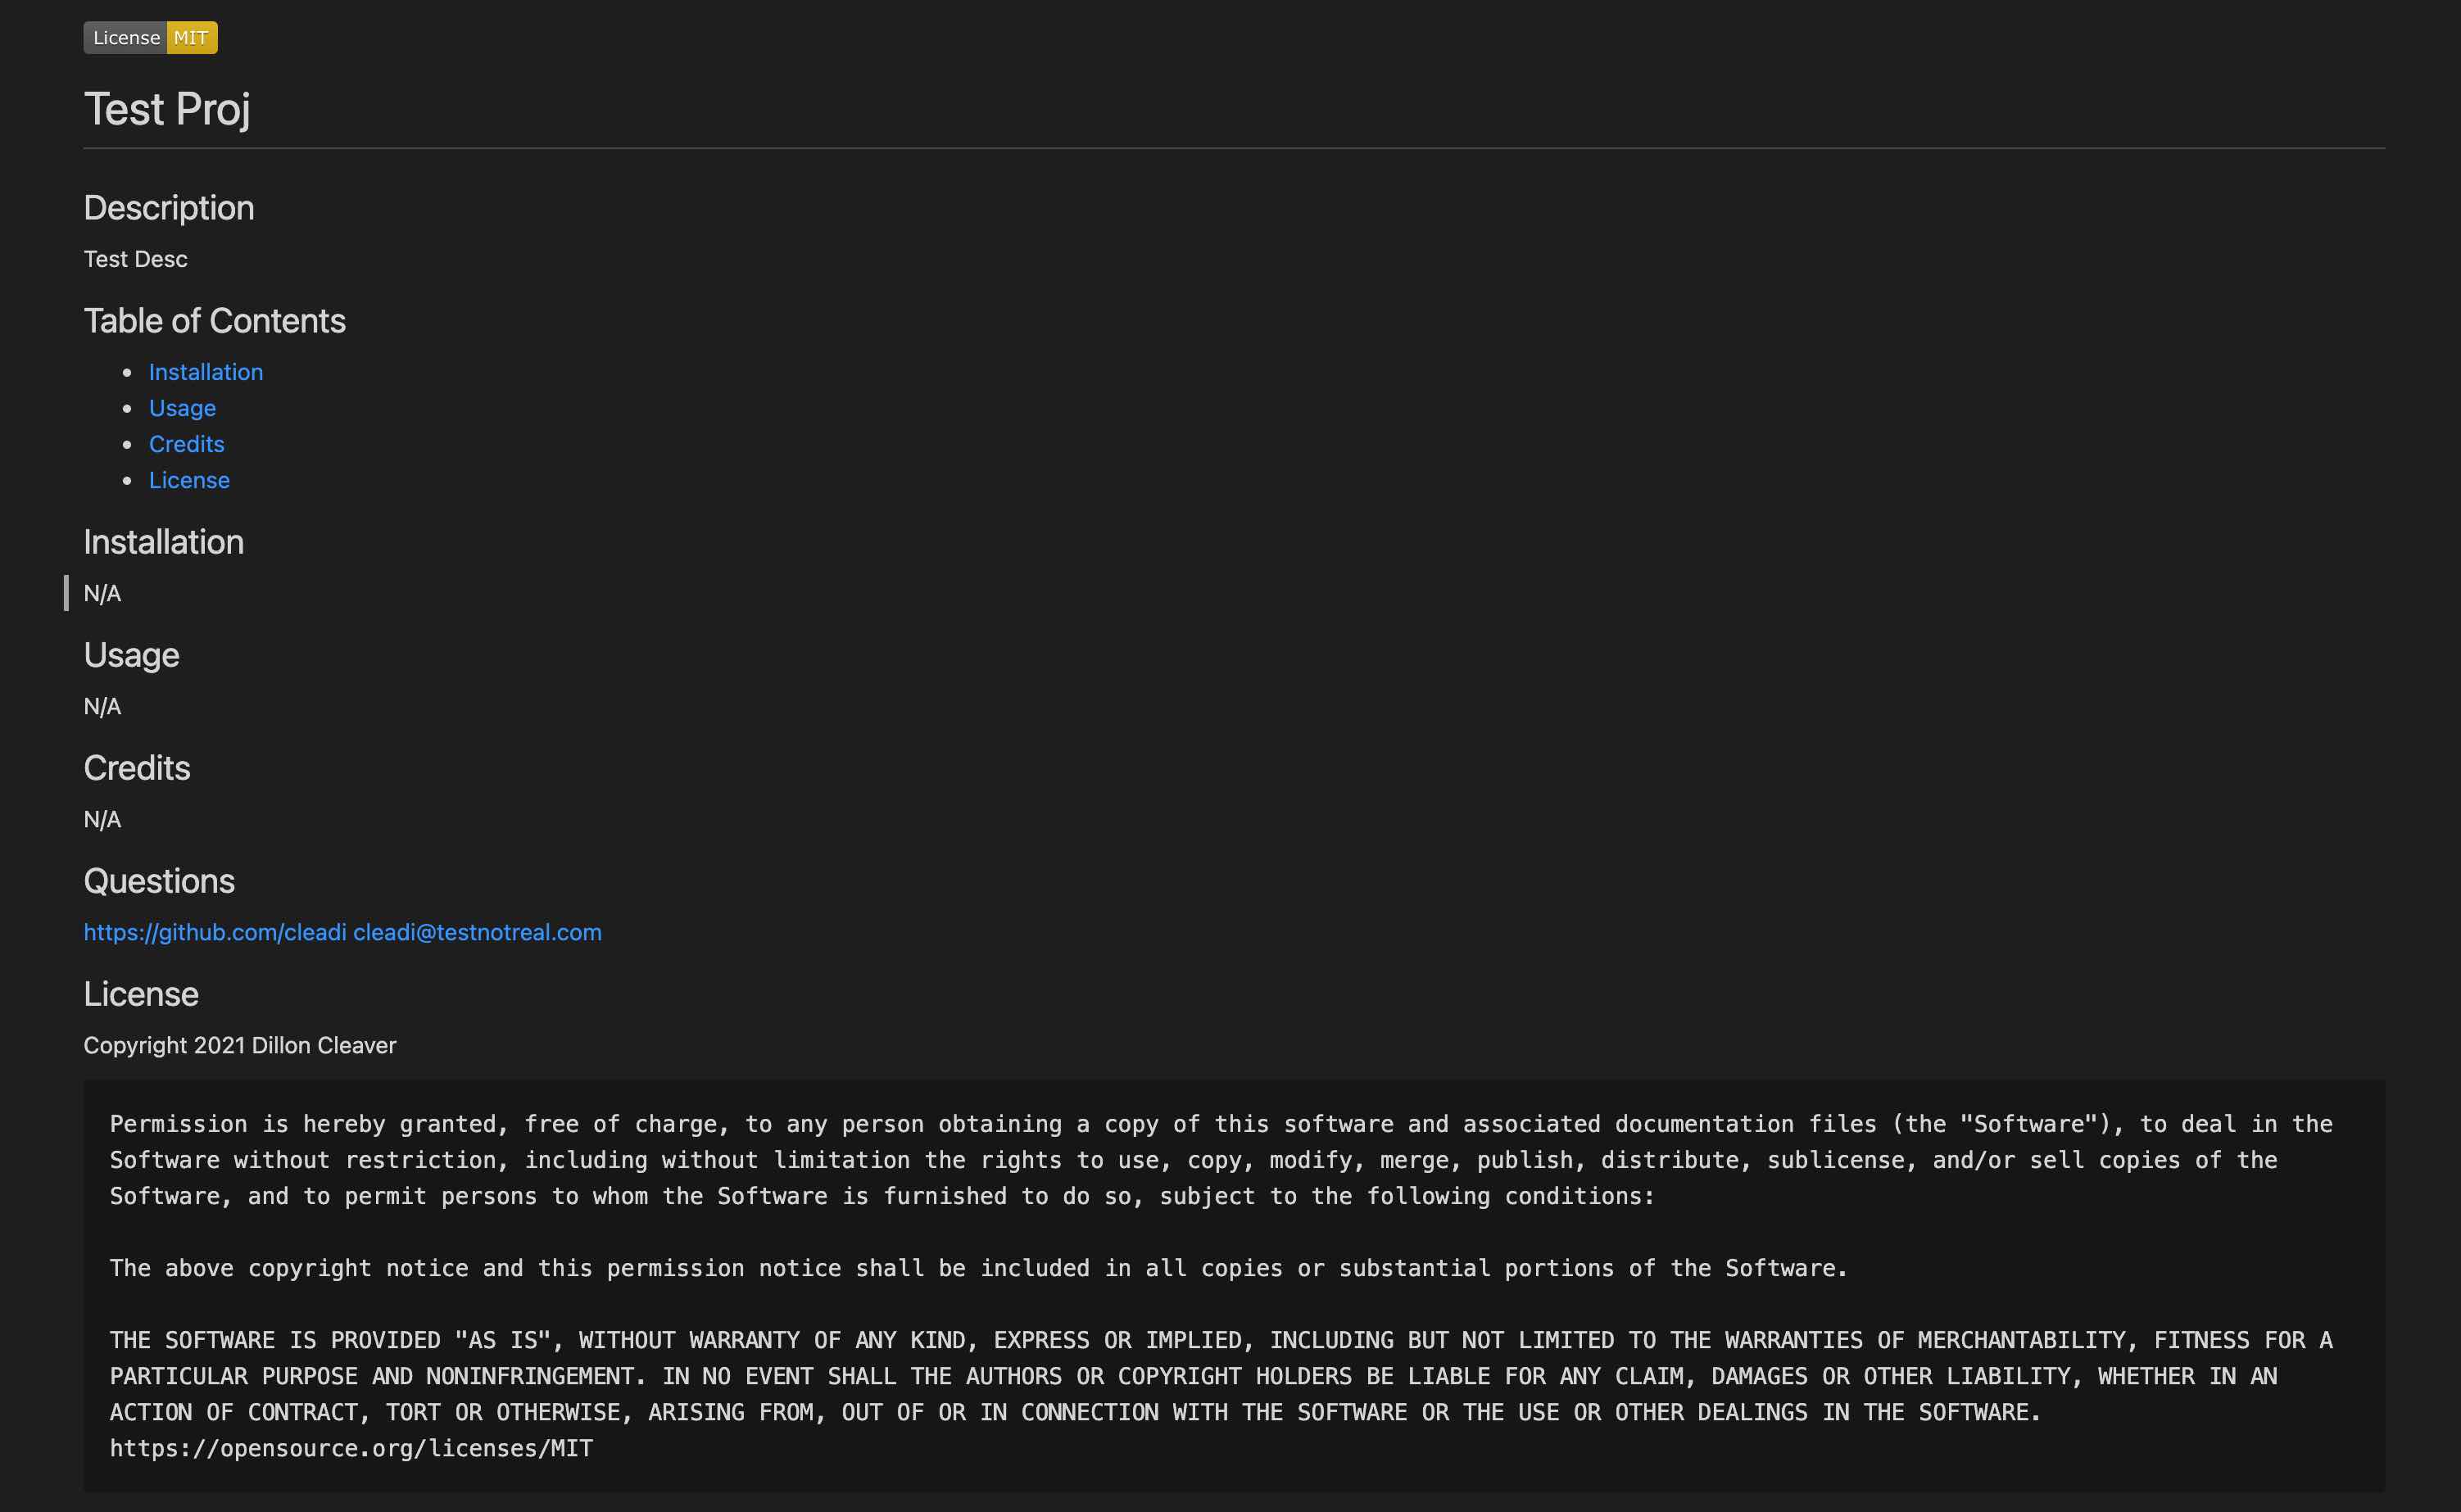 License MIT
Test Proj
Description
Test Desc
Table of Contents
Installation
Usage
Credits
License
Installation
N/A
Usage
N/A
Credits
N/A
Questions
https://github.com/cleadi cleadi@testnotreal.com
License
Copyright 2021 Dillon Cleaver
Permission is hereby granted, free of charge, to any person obtaining a copy of this software and associated documentation files (the "Software"), to deal in the
Software without restriction, including without limitation the rights to use, copy, modify, merge, publish, distribute, sublicense, and/or sell copies of the
Software, and to permit persons to whom the Software is furnished to do so, subject to the following conditions:
The above copyright notice and this permission notice shall be included in all copies or substantial portions of the Software.
THE SOFTWARE IS PROVIDED "AS IS", WITHOUT WARRANTY OF ANY KIND, EXPRESS OR IMPLIED, INCLUDING BUT NOT LIMITED TO THE WARRANTIES OF MERCHANTABILITY, FITNESS FOR A
PARTICULAR PURPOSE AND NONINFRINGEMENT. IN NO EVENT SHALL THE AUTHORS OR COPYRIGHT HOLDERS BE LIABLE FOR ANY CLAIM, DAMAGES OR OTHER LIABILITY, WHETHER IN AN
ACTION OF CONTRACT, TORT OR OTHERWISE, ARISING FROM, OUT OF OR IN CONNECTION WITH THE SOFTWARE OR THE USE OR OTHER DEALINGS IN THE SOFTWARE.
https://opensource.org/licenses/MIT